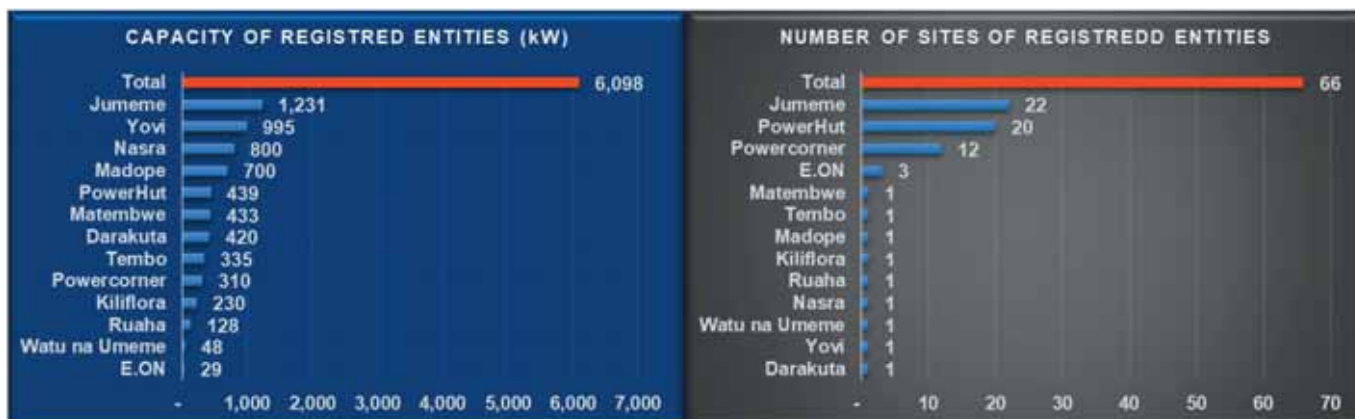 CAPACITY OF REGISTRED ENTITIES (kW)
Total 6,098
Jumeme 1,231
Yovi 995
Nasra 800
Madope 700
PowerHut 439
Matembwe 433
Darakuta 420
Tembo 335
Powercorner 310
Kiliflora 230
Ruaha 128
Watu na Umeme 48
E.ON 29
- 1,000 2,000 3,000 4,000 5,000 6,000 7,000
NUMBER OF SITES OF REGISTREDD ENTITIES
Total 66
Jumeme 22
PowerHut 20
Powercorner 12
E.ON 3
Matembwe 1
Tembo 1
Madope 1
Kiliflora 1
Ruaha 1
Nasra 1
Watu na Umeme 1
Yovi 1
Darakuta 1
- 10 20 30 40 50 60 70